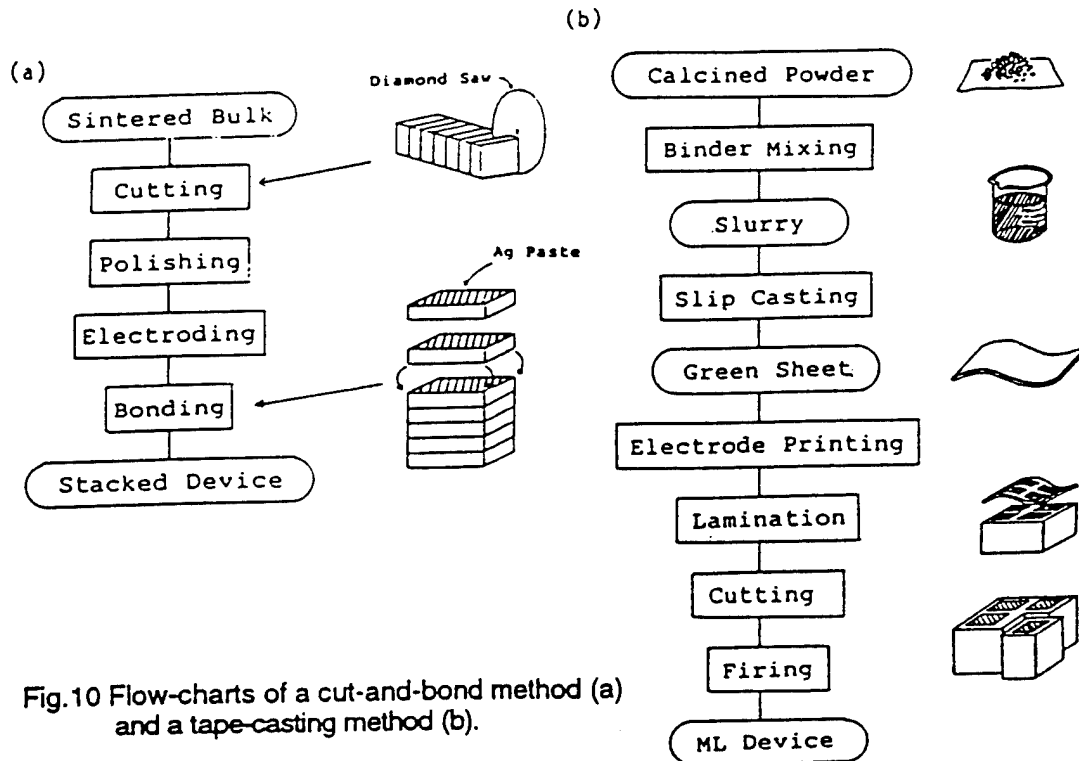 (a)
Diamond Saw
Sintered Bulk
Cutting
Polishing
Ag Paste
Electroding
Bonding
Stacked Device
(b)
Calcined Powder
Binder Mixing
Slurry
Slip Casting
Green Sheet
Electrode Printing
Lamination
Cutting
Firing
ML Device
Fig.10 Flow-charts of a cut-and-bond method (a)
and a tape-casting method (b).